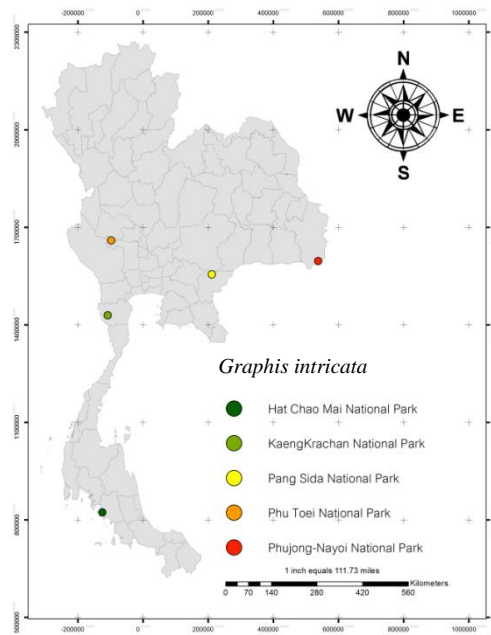 -200000 0 200000 400000 600000 800000 1000000
2300000
2000000
1700000
1400000
1100000
800000
500000
N
W E
S
Graphis intricata
Hat Chao Mai National Park
KaengKrachan National Park
Pang Sida National Park
Phu Toei National Park
Phujong-Nayoi National Park
1 inch equals 111.73 miles
Kilometers
0 70 140 280 420 560
-200000 0 200000 400000 600000 800000 1000000